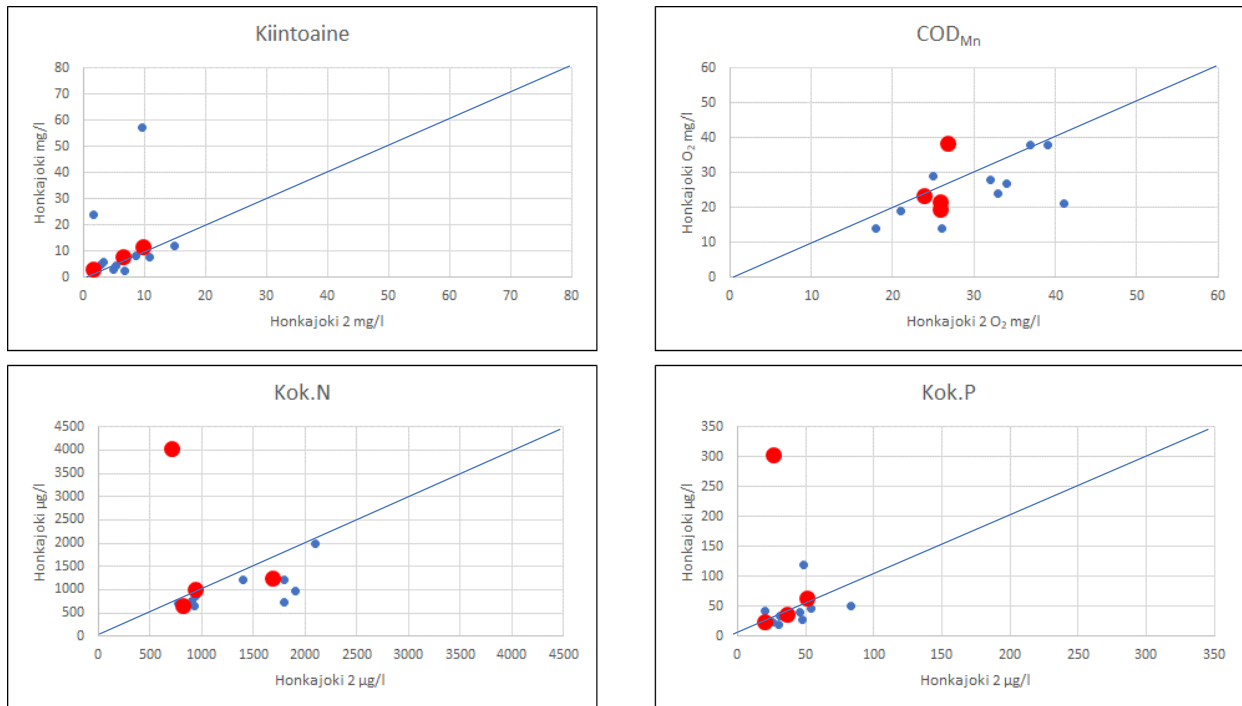 Kiintoaine
80
70
60
50
40
30
20
10
0
Honkajoki mg/l
0 10 20 30 40 50 60 70 80
Honkajoki 2 mg/l
COD_Mn
60
50
40
30
20
10
0
Honkajoki O₂ mg/l
0 10 20 30 40 50 60
Honkajoki 2 O₂ mg/l
Kok.N
4500
4000
3500
3000
2500
2000
1500
1000
500
0
Honkajoki µg/l
0 500 1000 1500 2000 2500 3000 3500 4000 4500
Honkajoki 2 µg/l
Kok.P
350
300
250
200
150
100
50
0
Honkajoki µg/l
0 50 100 150 200 250 300 350
Honkajoki 2 µg/l